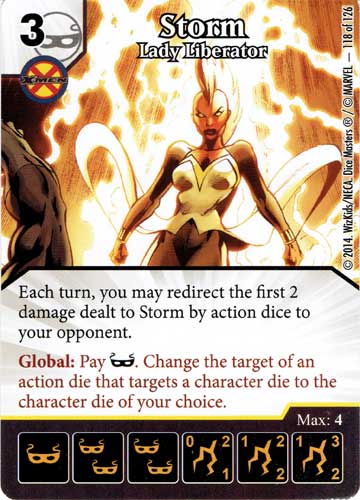 3
Storm
Lady Liberator
X-MEN
© 2014. WizKids/NECA. Dice Masters ® / © MARVEL — 118 of 126
Each turn, you may redirect the first 2
damage dealt to Storm by action dice to
your opponent.
Global: Pay . Change the target of an
action die that targets a character die to the
character die of your choice.
Max: 4
0 2 1
1 2 2
1 3 2